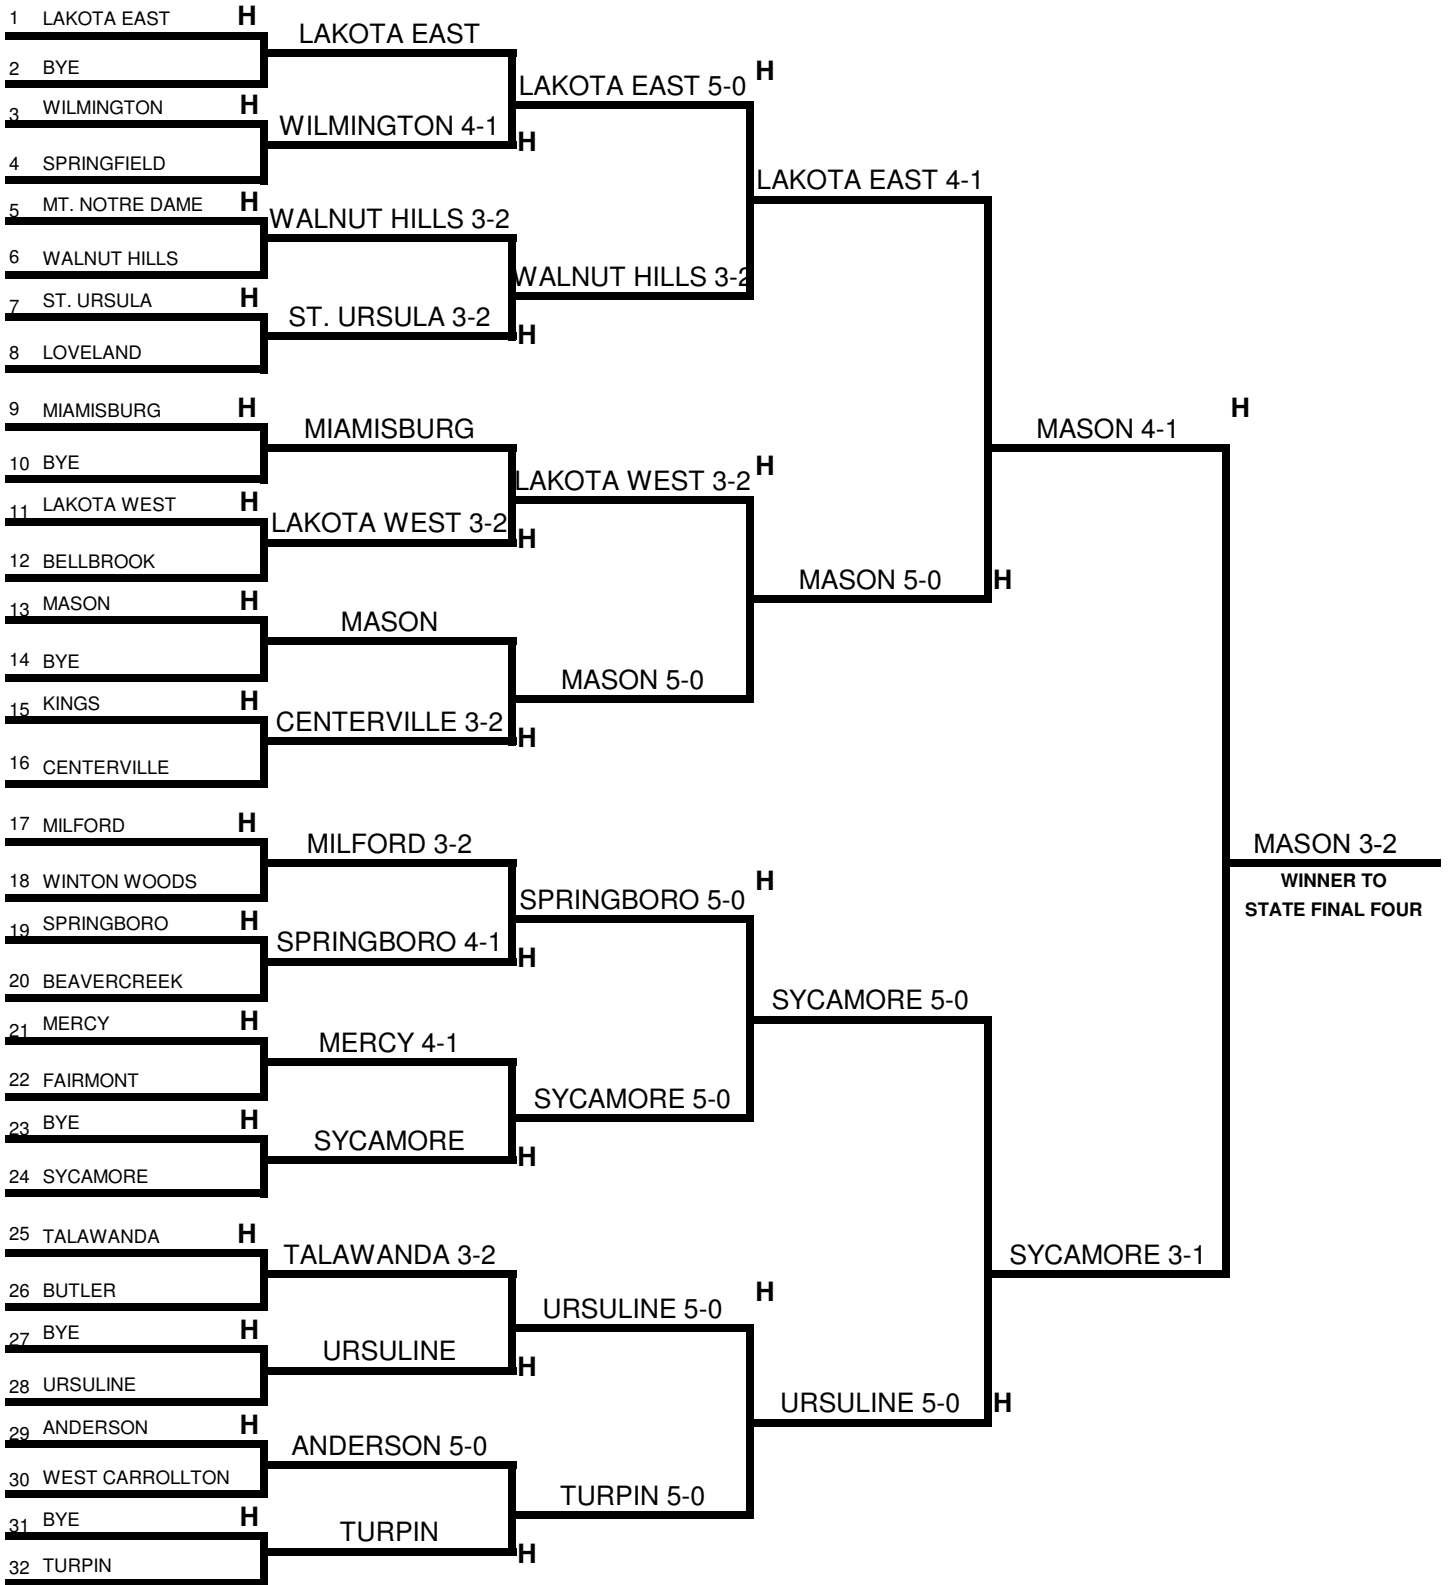 1 LAKOTA EAST H
2 BYE
3 WILMINGTON H
4 SPRINGFIELD
5 MT. NOTRE DAME H
6 WALNUT HILLS
7 ST. URSULA H
8 LOVELAND
9 MIAMISBURG H
10 BYE
11 LAKOTA WEST H
12 BELLBROOK
13 MASON H
14 BYE
15 KINGS H
16 CENTERVILLE
17 MILFORD H
18 WINTON WOODS
19 SPRINGBORO H
20 BEAVERCREEK
21 MERCY H
22 FAIRMONT
23 BYE H
24 SYCAMORE
25 TALAWANDA H
26 BUTLER
27 BYE H
28 URSULINE
29 ANDERSON H
30 WEST CARROLLTON
31 BYE H
32 TURPIN
LAKOTA EAST
WILMINGTON 4-1 H
WALNUT HILLS 3-2
ST. URSULA 3-2 H
MIAMISBURG
LAKOTA WEST 3-2 H
MASON
CENTERVILLE 3-2 H
MILFORD 3-2
SPRINGBORO 4-1 H
MERCY 4-1
SYCAMORE H
TALAWANDA 3-2
URSULINE H
ANDERSON 5-0
TURPIN H
LAKOTA EAST 5-0 H
WALNUT HILLS 3-2
LAKOTA WEST 3-2 H
MASON 5-0
SPRINGBORO 5-0 H
SYCAMORE 5-0
URSULINE 5-0 H
TURPIN 5-0
LAKOTA EAST 4-1
MASON 5-0 H
SYCAMORE 5-0
URSULINE 5-0 H
MASON 4-1 H
SYCAMORE 3-1
MASON 3-2
WINNER TO
STATE FINAL FOUR